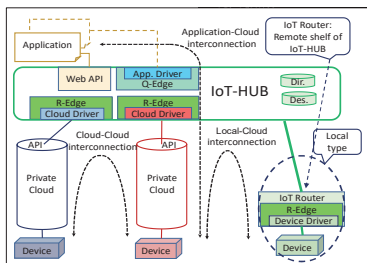 Application
Application-Cloud
interconnection
IoT Router:
Remote shelf of
IoT-HUB
Web API
App. Driver
Q-Edge
IoT-HUB
Dir.
Des.
R-Edge
Cloud Driver
R-Edge
Cloud Driver
API
Cloud-Cloud
interconnection
API
Local-Cloud
interconnection
Local
type
Private
Cloud
Private
Cloud
IoT Router
R-Edge
Device Driver
Device
Device
Device